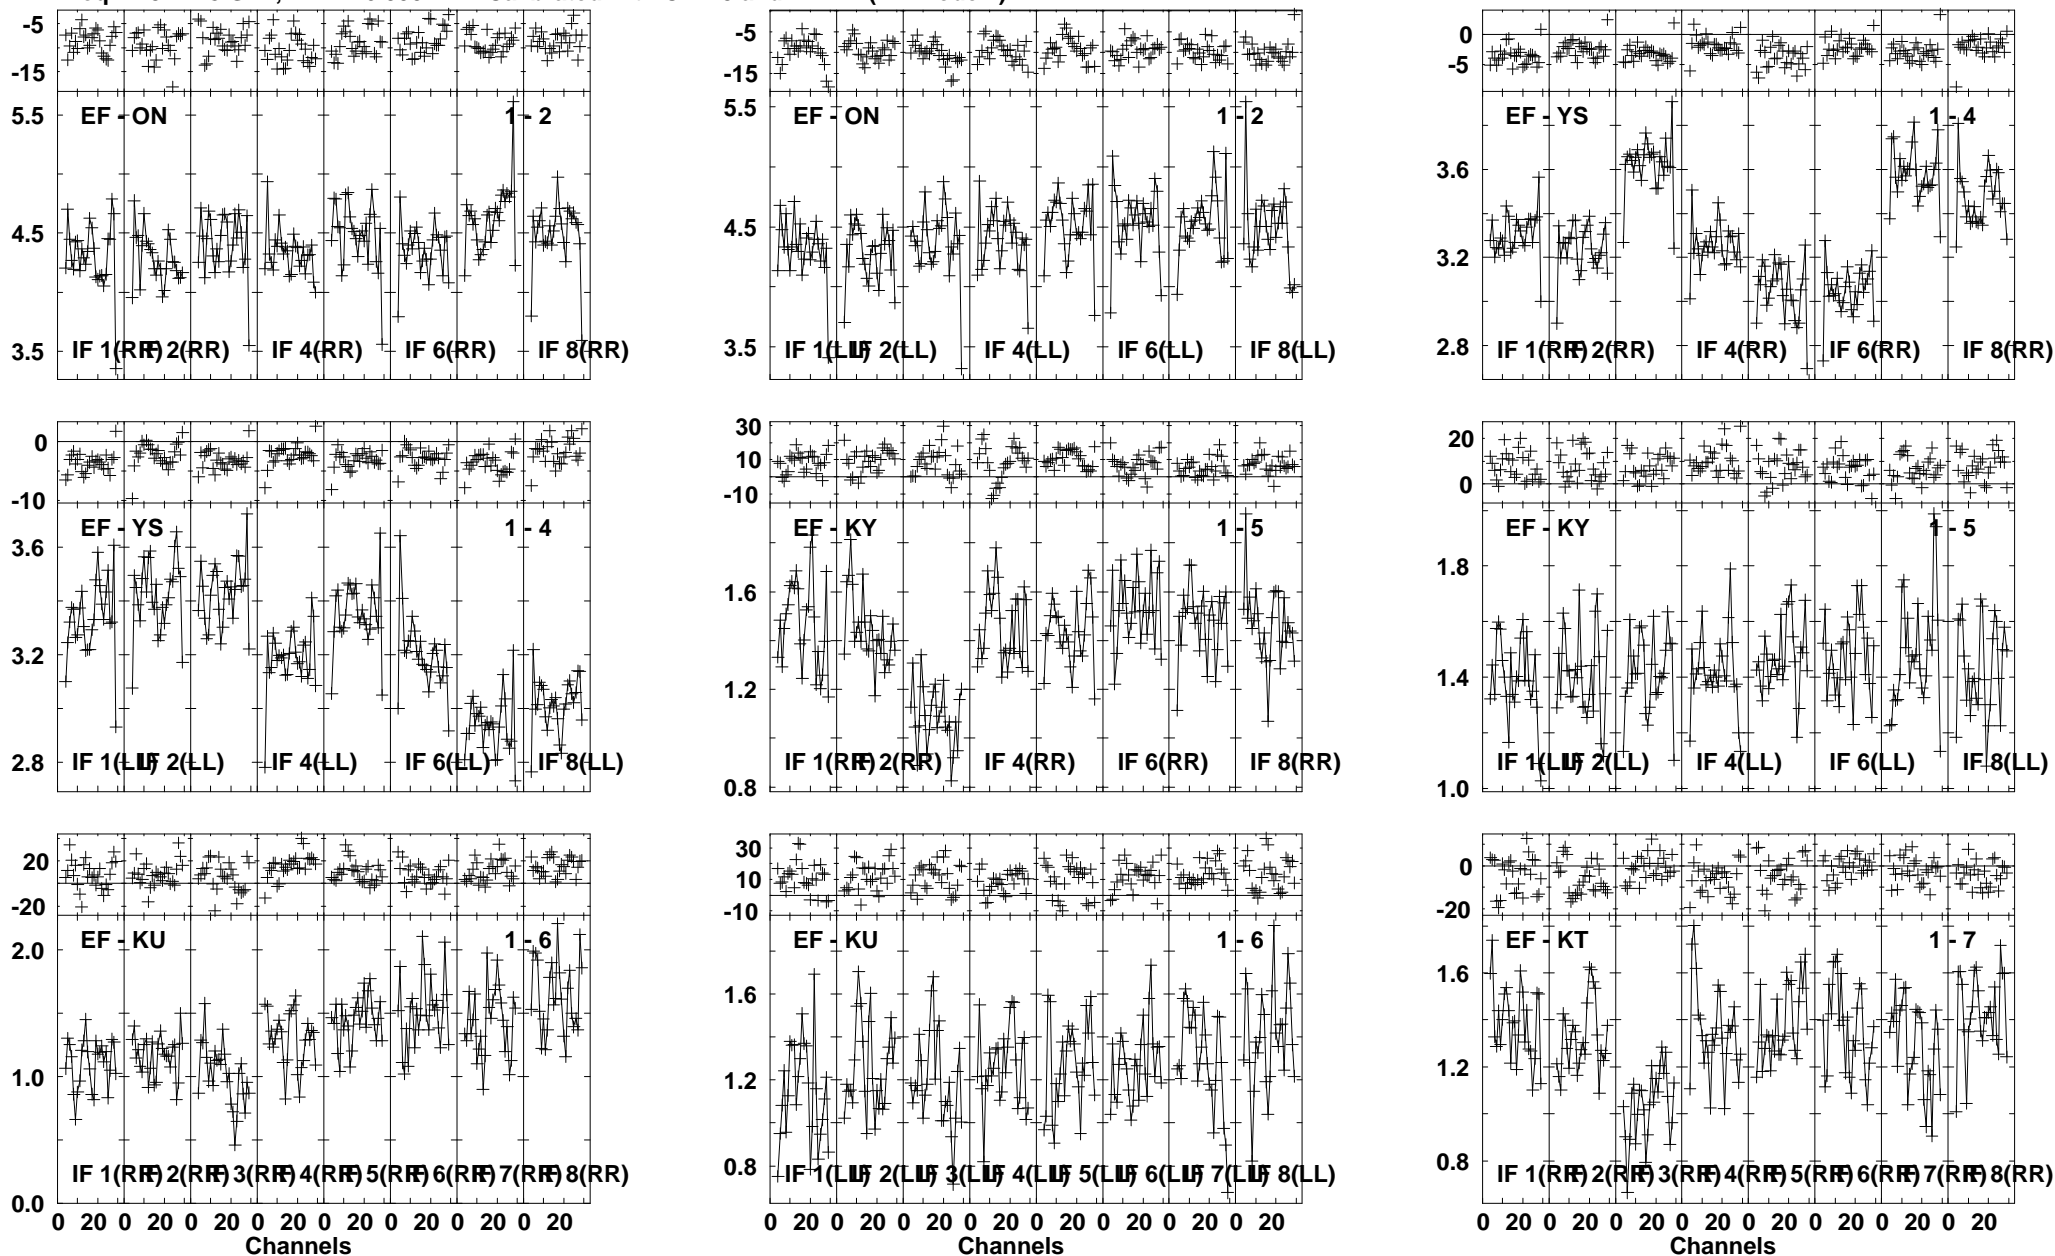 -5
-15
5.5
4.5
3.5
EF - ON
1 - 2
IF 1(RR)
IF 2(RR)
IF 4(RR)
IF 6(RR)
IF 8(RR)
-5
-15
5.5
4.5
3.5
EF - ON
1 - 2
IF 1(LL)
IF 2(LL)
IF 4(LL)
IF 6(LL)
IF 8(LL)
0
-5
3.6
3.2
2.8
EF - YS
1 - 4
IF 1(RR)
IF 2(RR)
IF 4(RR)
IF 6(RR)
IF 8(RR)
0
-10
3.6
3.2
2.8
EF - YS
1 - 4
IF 1(LL)
IF 2(LL)
IF 4(LL)
IF 6(LL)
IF 8(LL)
30
10
-10
1.6
1.2
0.8
EF - KY
1 - 5
IF 1(RR)
IF 2(RR)
IF 4(RR)
IF 6(RR)
IF 8(RR)
20
0
1.8
1.4
1.0
EF - KY
1 - 5
IF 1(LL)
IF 2(LL)
IF 4(LL)
IF 6(LL)
IF 8(LL)
20
-20
2.0
1.0
0.0
EF - KU
1 - 6
IF 1(RR)
IF 2(RR)
IF 3(RR)
IF 4(RR)
IF 5(RR)
IF 6(RR)
IF 7(RR)
IF 8(RR)
0 20 0 20 0 20 0 20 0 20 0 20 0 20 0 20
Channels
30
10
-10
1.6
1.2
0.8
EF - KU
1 - 6
IF 1(LL)
IF 2(LL)
IF 3(LL)
IF 4(LL)
IF 5(LL)
IF 6(LL)
IF 7(LL)
IF 8(LL)
0 20 0 20 0 20 0 20 0 20 0 20 0 20 0 20
Channels
0
-20
1.6
1.2
0.8
EF - KT
1 - 7
IF 1(RR)
IF 2(RR)
IF 3(RR)
IF 4(RR)
IF 5(RR)
IF 6(RR)
IF 7(RR)
IF 8(RR)
0 20 0 20 0 20 0 20 0 20 0 20 0 20 0 20
Channels